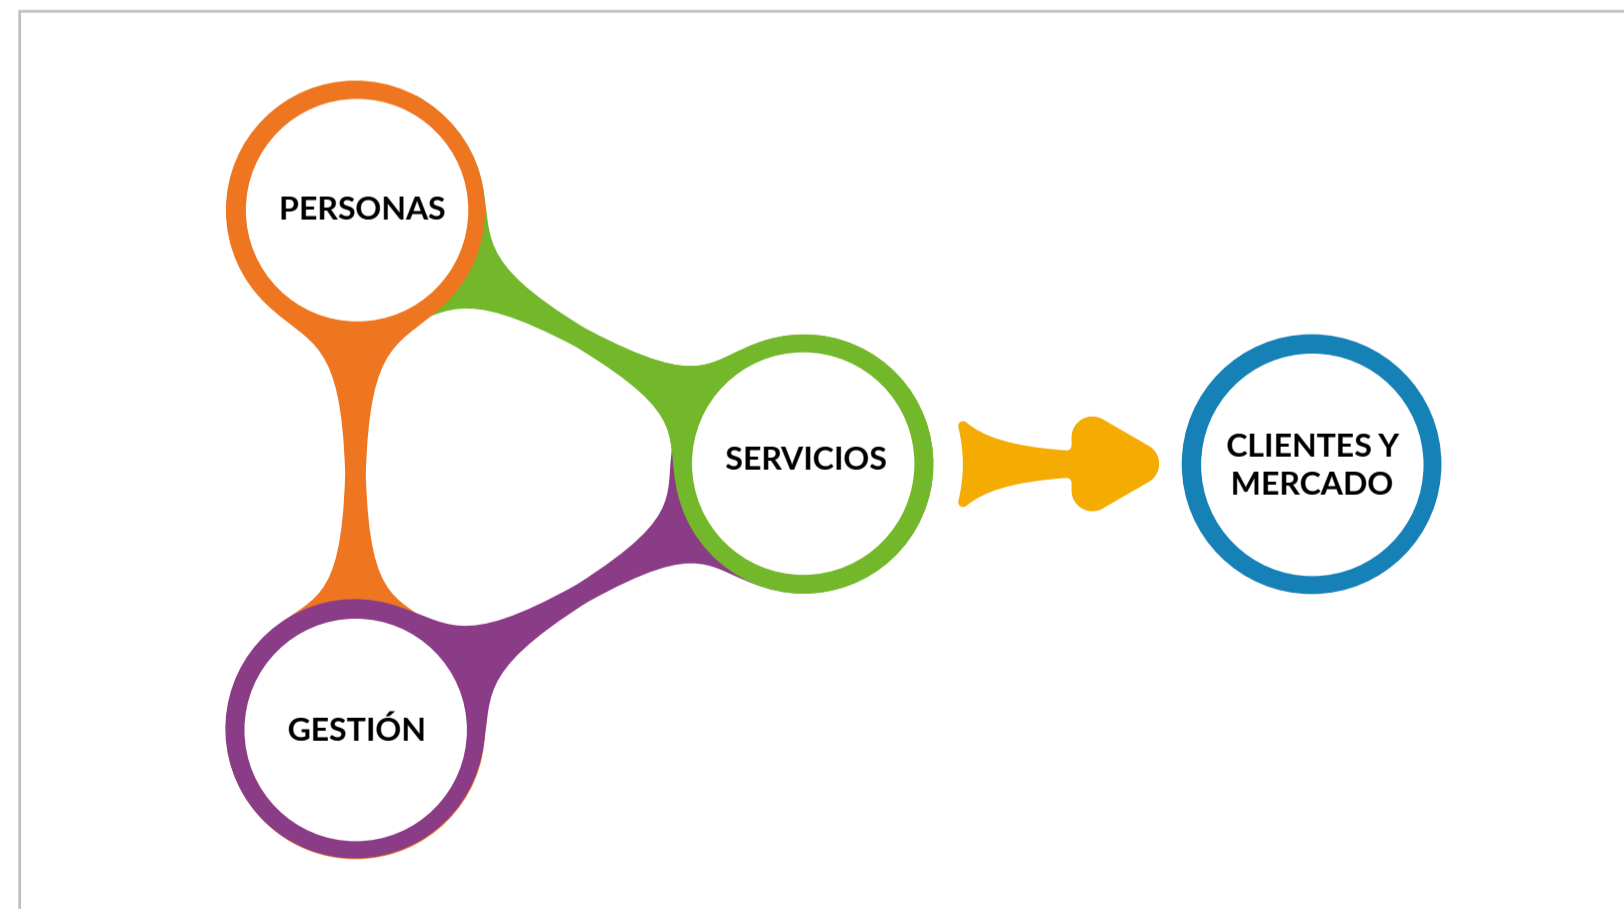 PERSONAS
SERVICIOS
CLIENTES Y
MERCADO
GESTIÓN